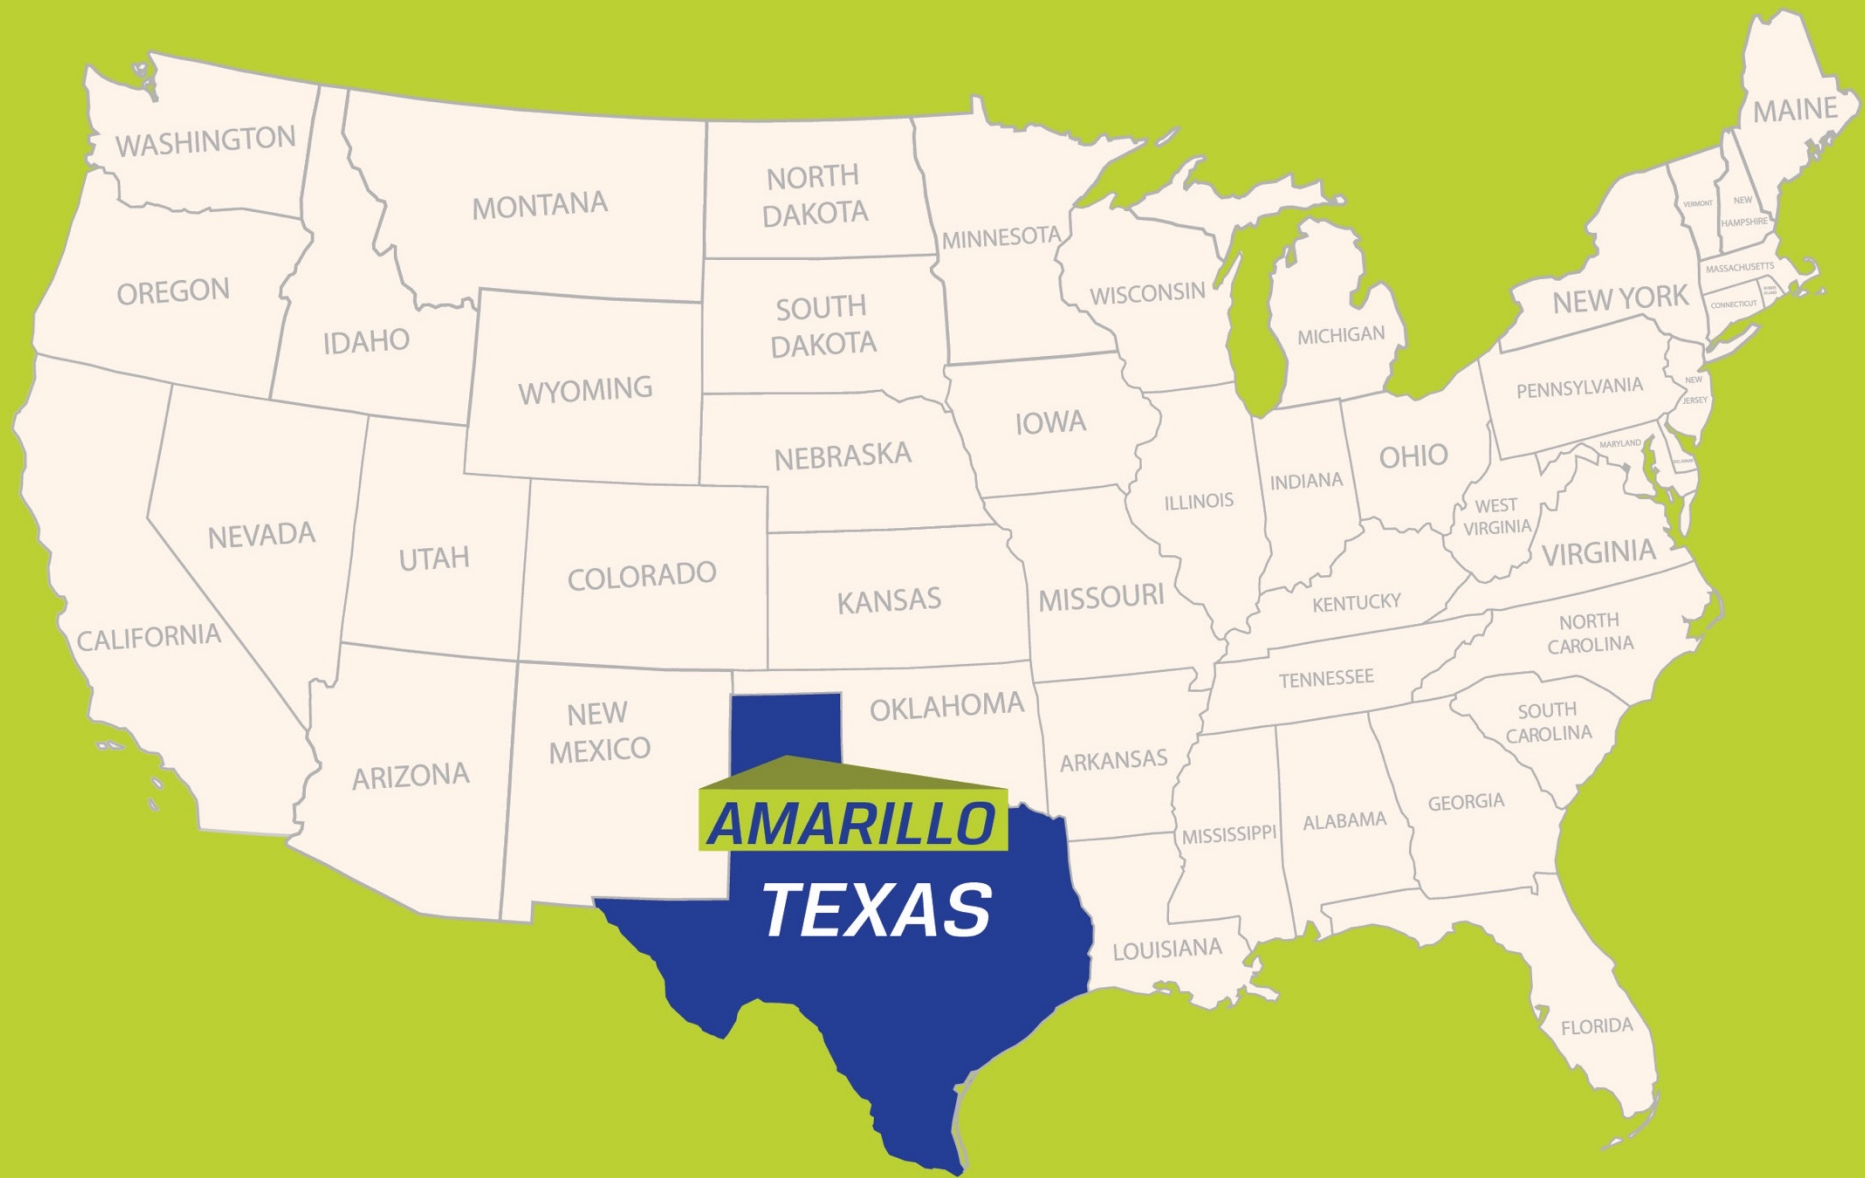 MAINE
WASHINGTON
MONTANA
NORTH
DAKOTA
MINNESOTA
VERMONT
NEW
HAMPSHIRE
OREGON
IDAHO
WYOMING
SOUTH
DAKOTA
WISCONSIN
MICHIGAN
NEW YORK
MASSACHUSETTS
CONNECTICUT
PENNSYLVANIA
NEW
JERSEY
NEBRASKA
IOWA
ILLINOIS
INDIANA
OHIO
MARYLAND
WEST
VIRGINIA
VIRGINIA
NEVADA
UTAH
COLORADO
KANSAS
MISSOURI
KENTUCKY
CALIFORNIA
NORTH
CAROLINA
TENNESSEE
ARIZONA
NEW
MEXICO
OKLAHOMA
ARKANSAS
SOUTH
CAROLINA
GEORGIA
ALABAMA
MISSISSIPPI
AMARILLO
TEXAS
LOUISIANA
FLORIDA